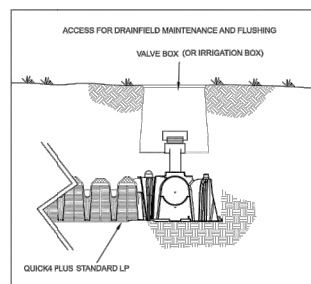 ACCESS FOR DRAINFIELD MAINTENANCE AND FLUSHING
VALVE BOX (OR IRRIGATION BOX)
QUICK4 PLUS STANDARD LP